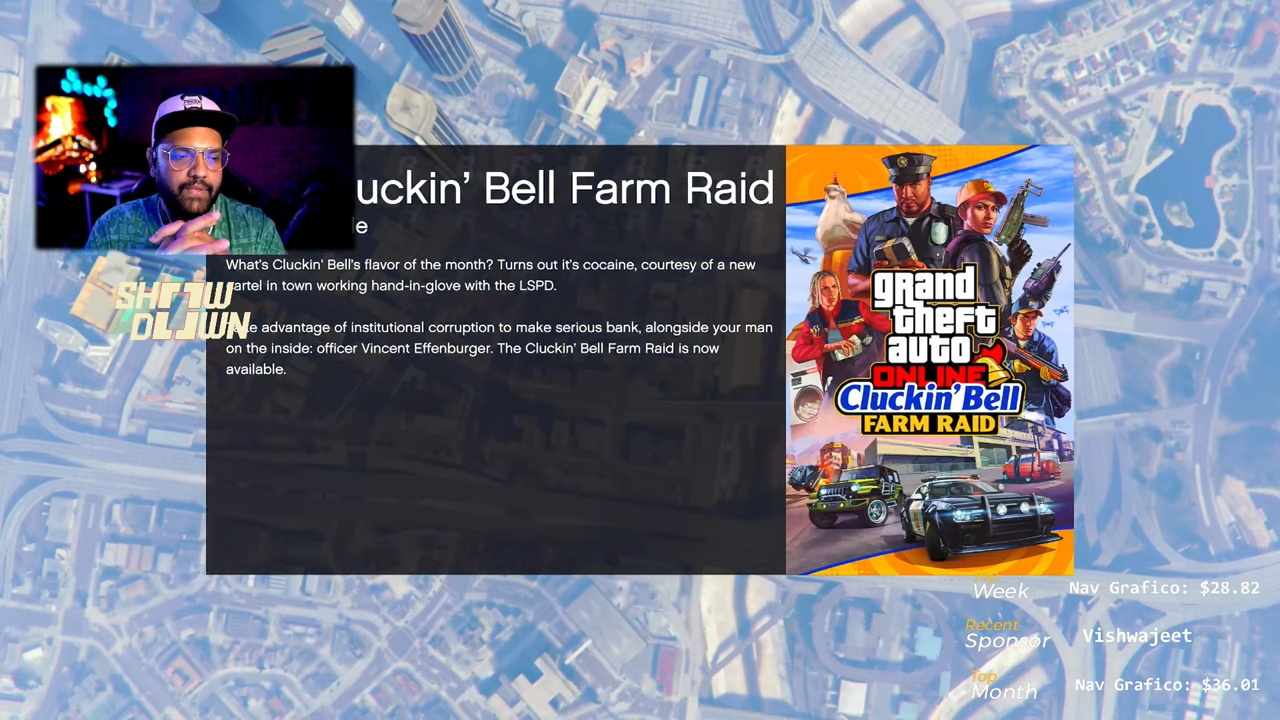 uckin' Bell Farm Raid
e
What's Cluckin' Bell's flavor of the month? Turns out it's cocaine, courtesy of a new
artel in town working hand-in-glove with the LSPD.
e advantage of institutional corruption to make serious bank, alongside your man
on the inside: officer Vincent Effenburger. The Cluckin' Bell Farm Raid is now
available.
SHOWDOWN
grand
theft
auto
ONLINE
Cluckin' Bell
FARM RAID
Top
Week
Nav Grafico: $28.82
Recent
Sponsor
Vishwajeet
Top
Month
Nav Grafico: $36.01